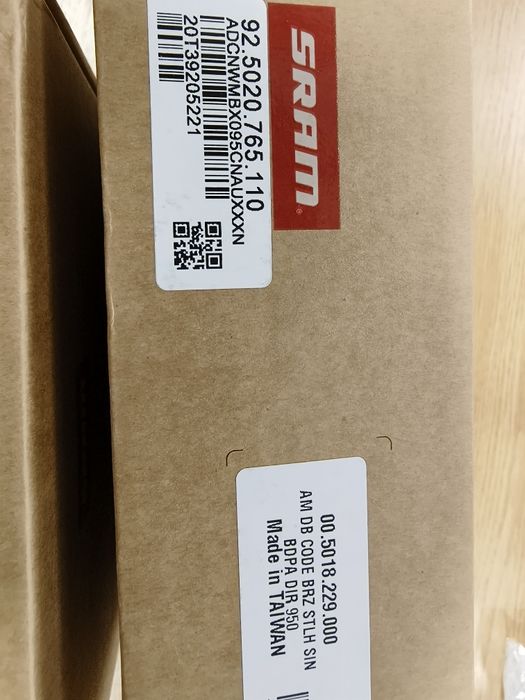 SRAM
92.5020.765.110
ADCNWMBX095CNAUXXXN
20T39205221
00.5018.229.000
AM DB CODE BRZ STLH SIN
BDPA DIR 950
Made in TAIWAN